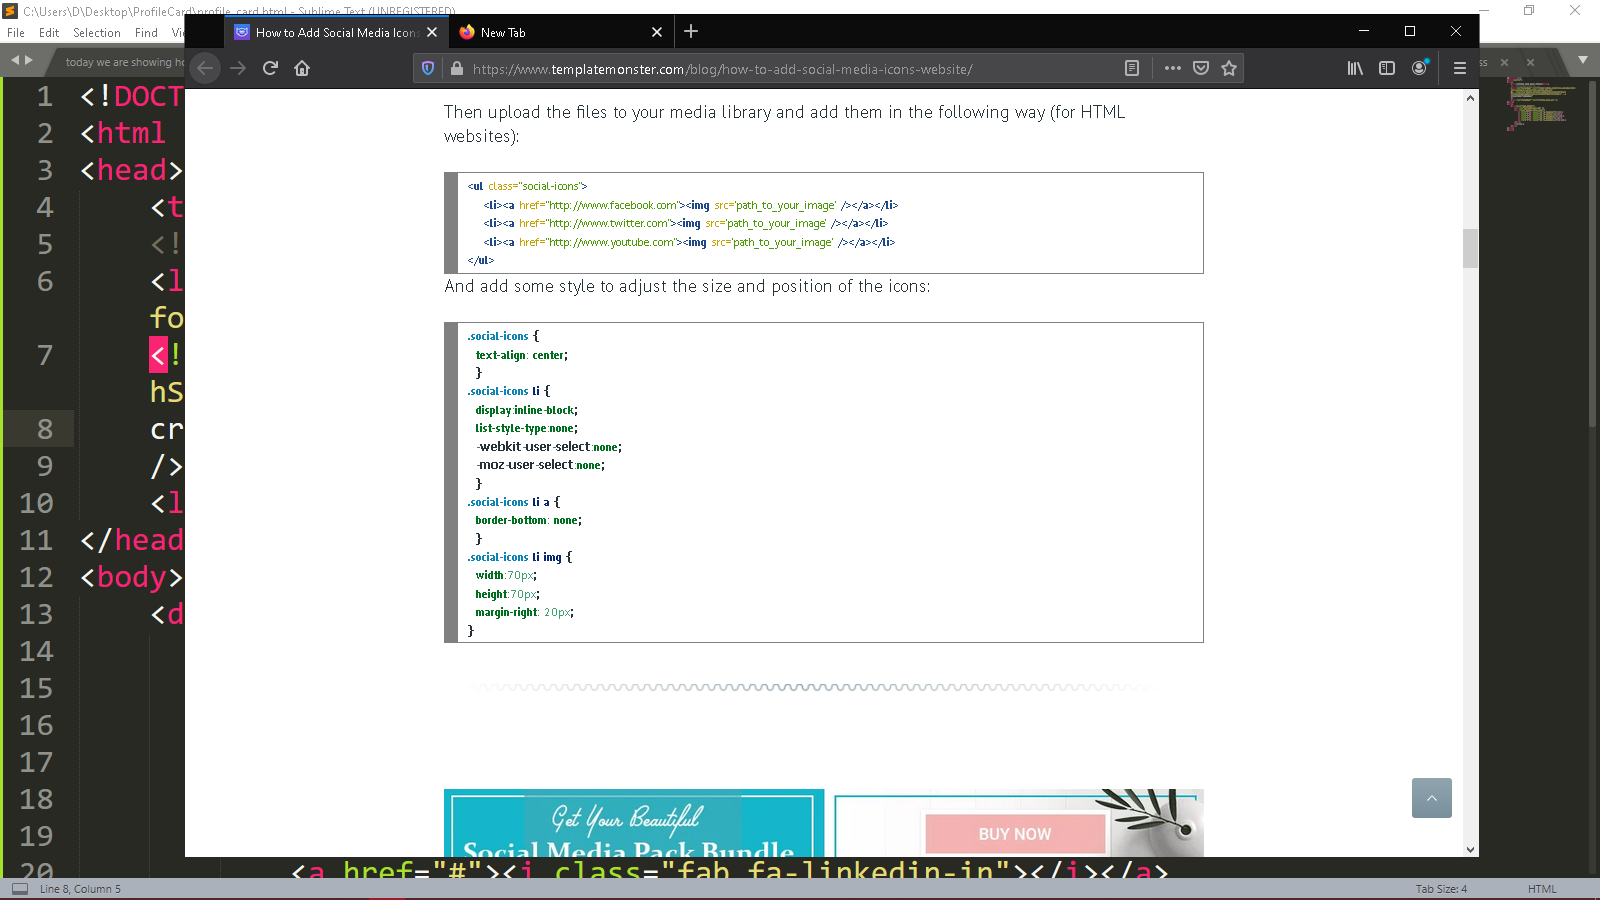 C:\Users\D\Desktop\ProfileCard\profile_card.html - Sublime Text (UNREGISTERED)
File Edit Selection Find
today we are showing
How to Add Social Media Icons
New Tab
https://www.templatemonster.com/blog/how-to-add-social-media-icons-website/
1 <!DOCT
2 <html
3 <head>
4 <t
5 <!
6 <l
fo
7 <!
hS
8 cr
9 />
10 <l
11 </head
12 <body>
13 <d
14
15
16
17
18
19
20 <a href="#"><i class="fab fa-linkedin-in"></i></a>
Then upload the files to your media library and add them in the following way (for HTML
websites):
<ul class="social-icons">
<li><a href="http://www.facebook.com"><img src='path_to_your_image' /></a></li>
<li><a href="http://www.twitter.com"><img src='path_to_your_image' /></a></li>
<li><a href="http://www.youtube.com"><img src='path_to_your_image' /></a></li>
</ul>
And add some style to adjust the size and position of the icons:
.social-icons {
text-align: center;
}
.social-icons li {
display:inline-block;
list-style-type:none;
-webkit-user-select:none;
-moz-user-select:none;
}
.social-icons li a {
border-bottom: none;
}
.social-icons li img {
width:70px;
height:70px;
margin-right: 20px;
}
Get Your Beautiful
Social Media Pack Bundle
BUY NOW
Line 8, Column 5
Tab Size: 4
HTML